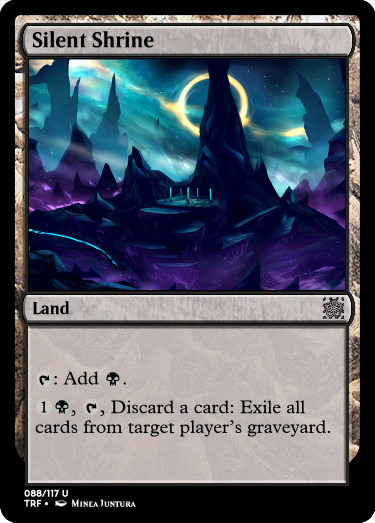 Silent Shrine
Land
: Add .
1 , , Discard a card: Exile all
cards from target player's graveyard.
088/117 U
TRF • Minea Juntura